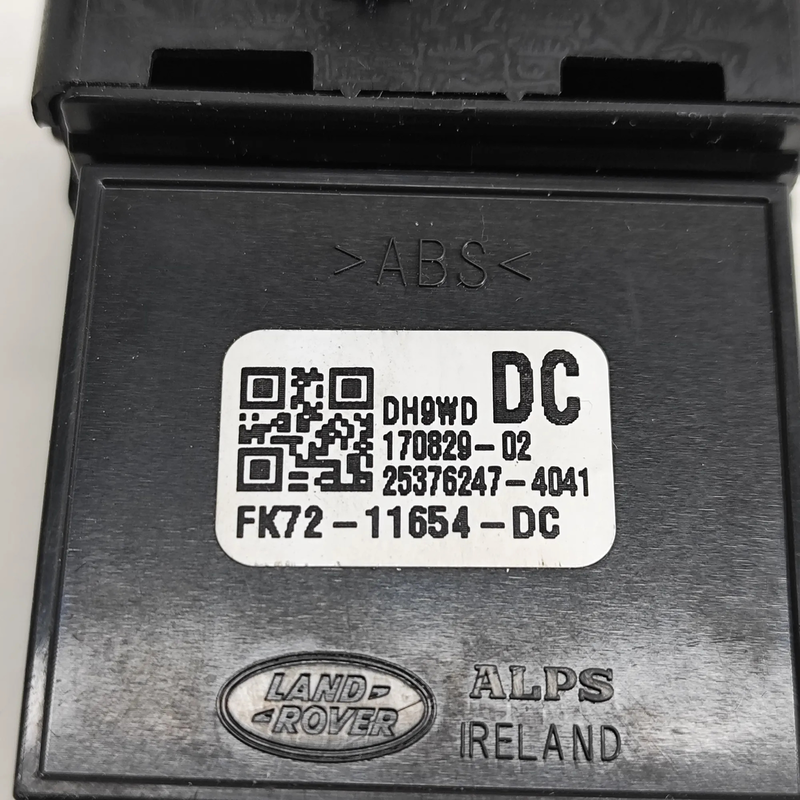 >ABS<
DH9WD DC
170829-02
25376247-4041
FK72-11654-DC
LAND ROVER
ALPS
IRELAND